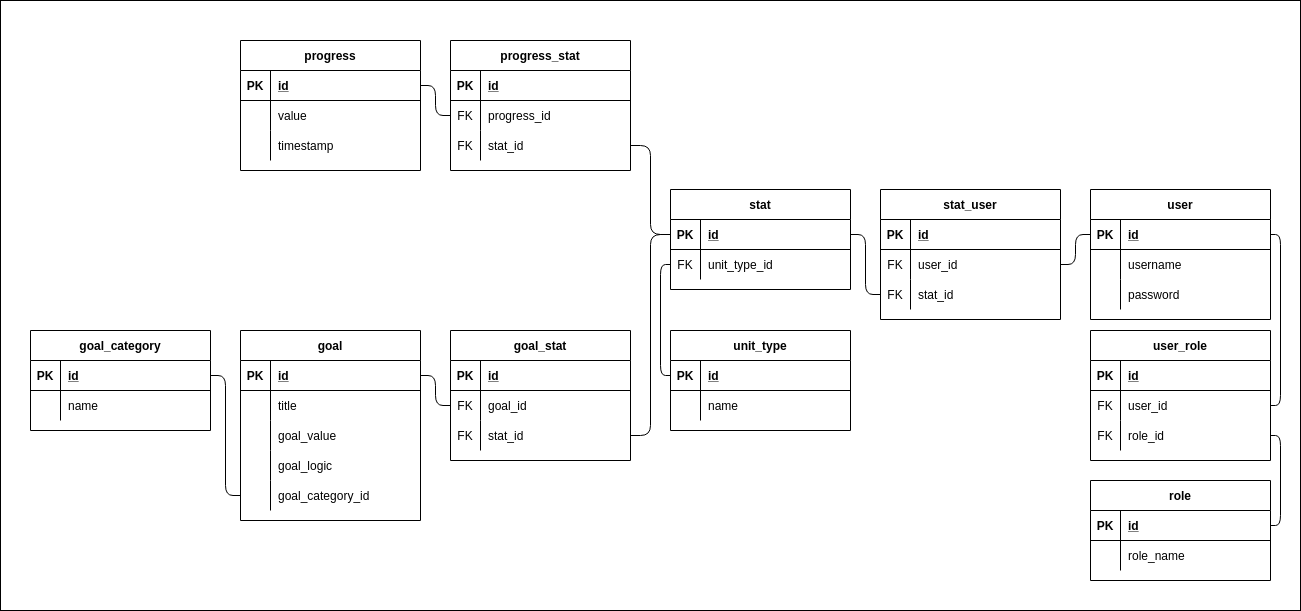 progress
PK id
value
timestamp
progress_stat
PK id
FK progress_id
FK stat_id
stat
PK id
FK unit_type_id
stat_user
PK id
FK user_id
FK stat_id
user
PK id
username
password
goal_category
PK id
name
goal
PK id
title
goal_value
goal_logic
goal_category_id
goal_stat
PK id
FK goal_id
FK stat_id
unit_type
PK id
name
user_role
PK id
FK user_id
FK role_id
role
PK id
role_name